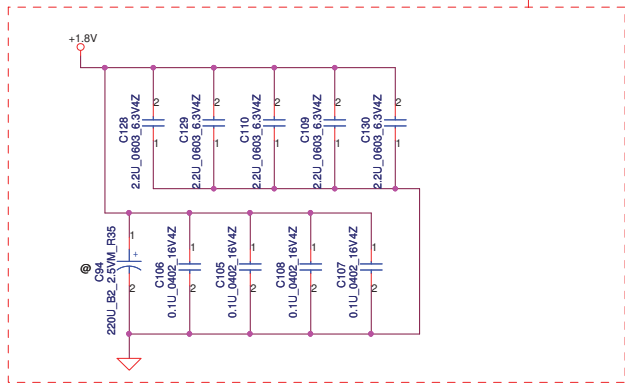 +1.8V
2
2
2
2
2
C128
2.2U_0603_6.3V4Z
C129
2.2U_0603_6.3V4Z
C110
2.2U_0603_6.3V4Z
C109
2.2U_0603_6.3V4Z
C130
2.2U_0603_6.3V4Z
1
1
1
1
1
1
1
1
1
1
@
C94
220U_B2_2.5VM_R35
+
C106
0.1U_0402_16V4Z
C105
0.1U_0402_16V4Z
C108
0.1U_0402_16V4Z
C107
0.1U_0402_16V4Z
2
2
2
2
2